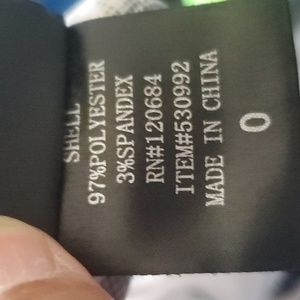 SHELL
97%POLYESTER
3%SPANDEX
RN#120684
ITEM#530992
MADE IN CHINA
0